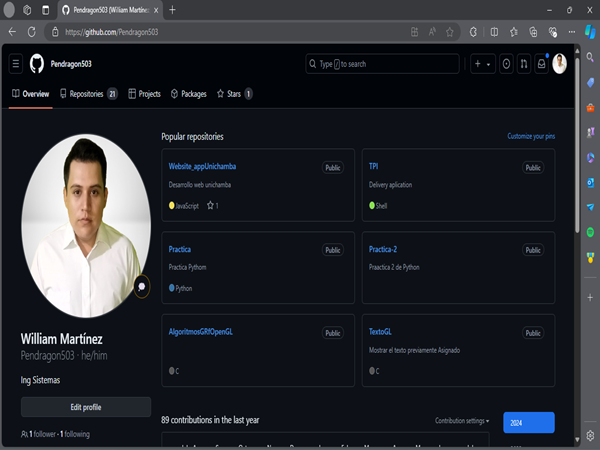 Pendragon503 (William Martínez
https://github.com/Pendragon503
Pendragon503
Type / to search
Overview
Repositories 21
Projects
Packages
Stars 1
Popular repositories
Customize your pins
Website_appUnichamba
Public
Desarrollo web unichamba
JavaScript 1
TPI
Public
Delivery aplication
Shell
Practica
Public
Practica Pythom
Python
Practica-2
Public
Praactica 2 de Python
AlgoritmosGRfOpenGL
Public
C
TextoGL
Public
Mostrar el texto previamente Asignado
C
William Martínez
Pendragon503 · he/him
Ing Sistemas
Edit profile
1 follower · 1 following
89 contributions in the last year
Contribution settings
2024